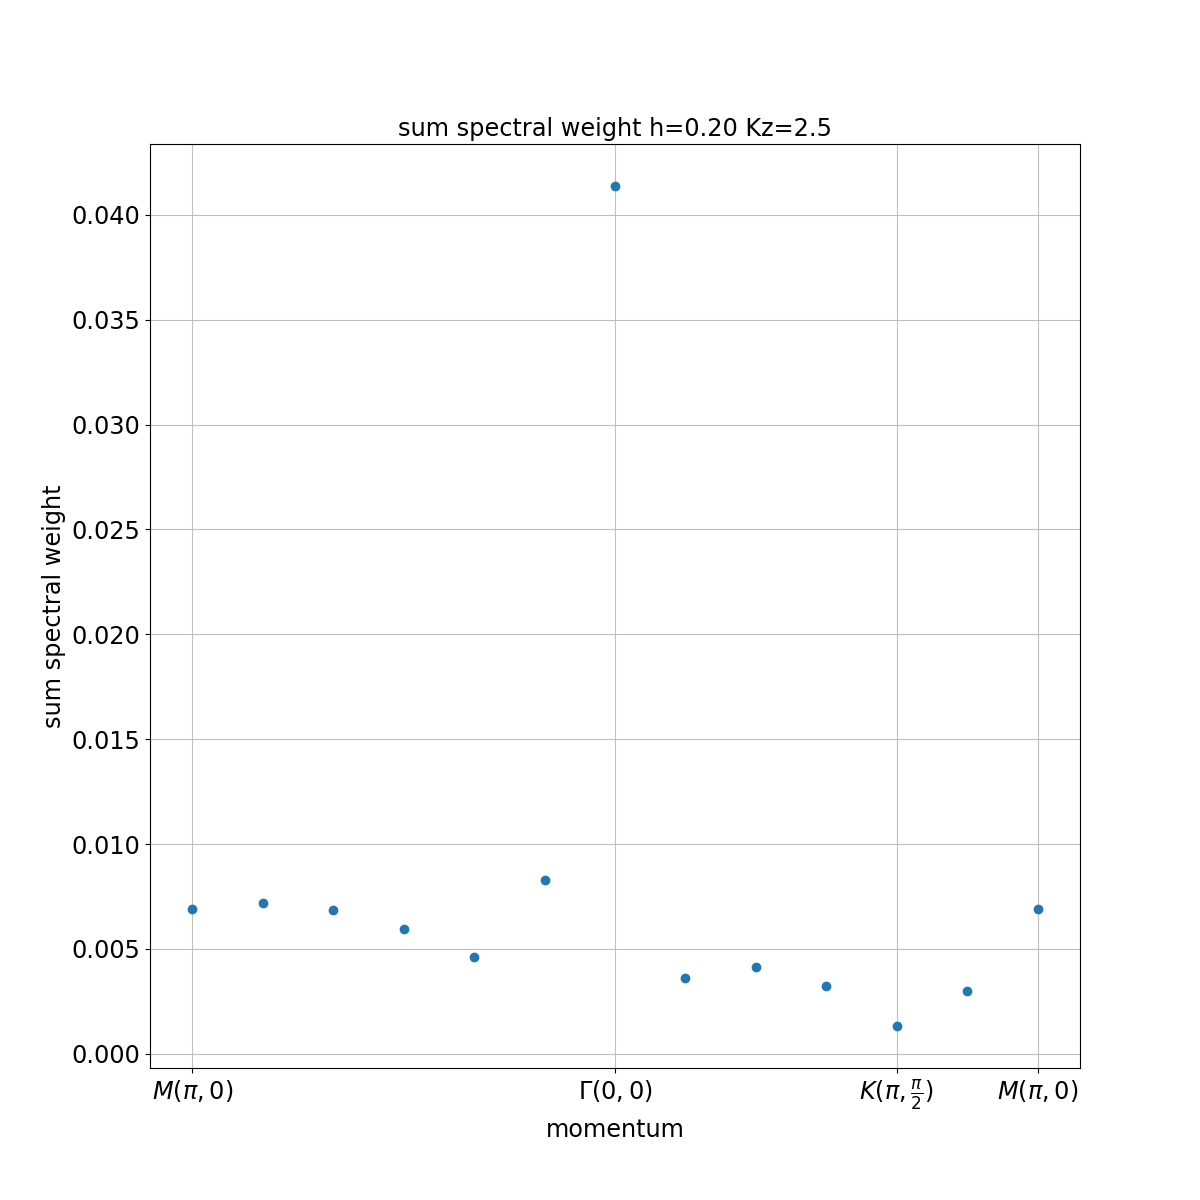 sum spectral weight h=0.20 Kz=2.5
0.040
0.035
0.030
0.025
0.020
0.015
0.010
0.005
0.000
sum spectral weight
M(π, 0)
Γ(0, 0)
K(π, π/2)
M(π, 0)
momentum